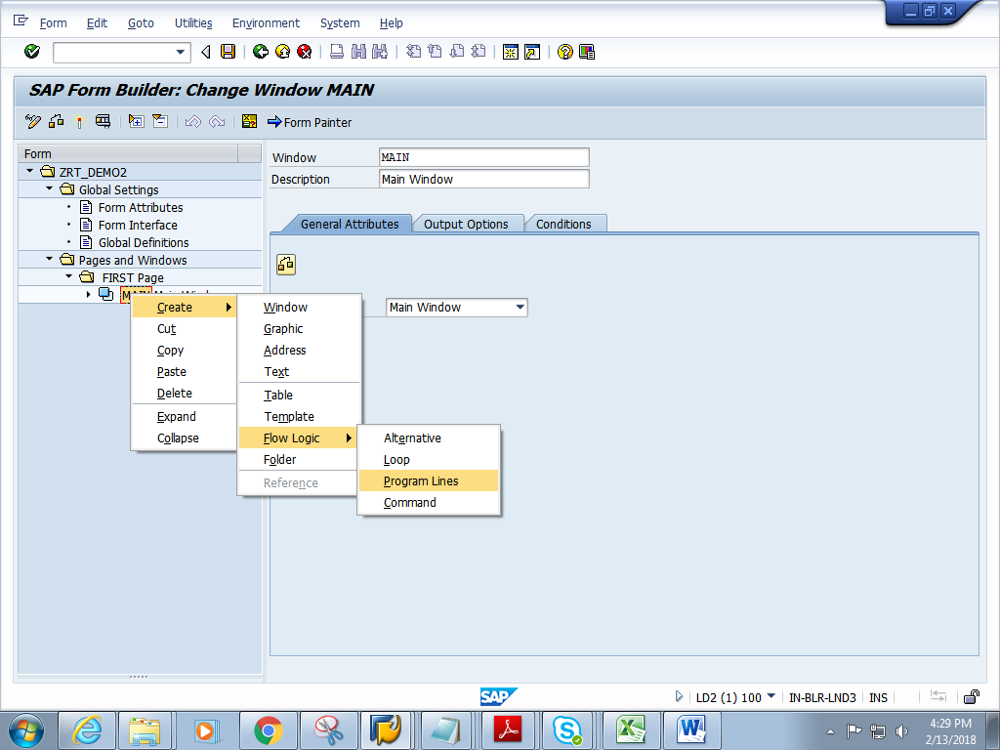 Form Edit Goto Utilities Environment System Help
SAP Form Builder: Change Window MAIN
Form Painter
Form
ZRT_DEMO2
Global Settings
Form Attributes
Form Interface
Global Definitions
Pages and Windows
FIRST Page
MAIN Main
Window MAIN
Description Main Window
General Attributes Output Options Conditions
Main Window
Create
Cut
Copy
Paste
Delete
Expand
Collapse
Window
Graphic
Address
Text
Table
Template
Flow Logic
Folder
Reference
Alternative
Loop
Program Lines
Command
SAP
LD2 (1) 100 IN-BLR-LND3 INS
4:29 PM
2/13/2018